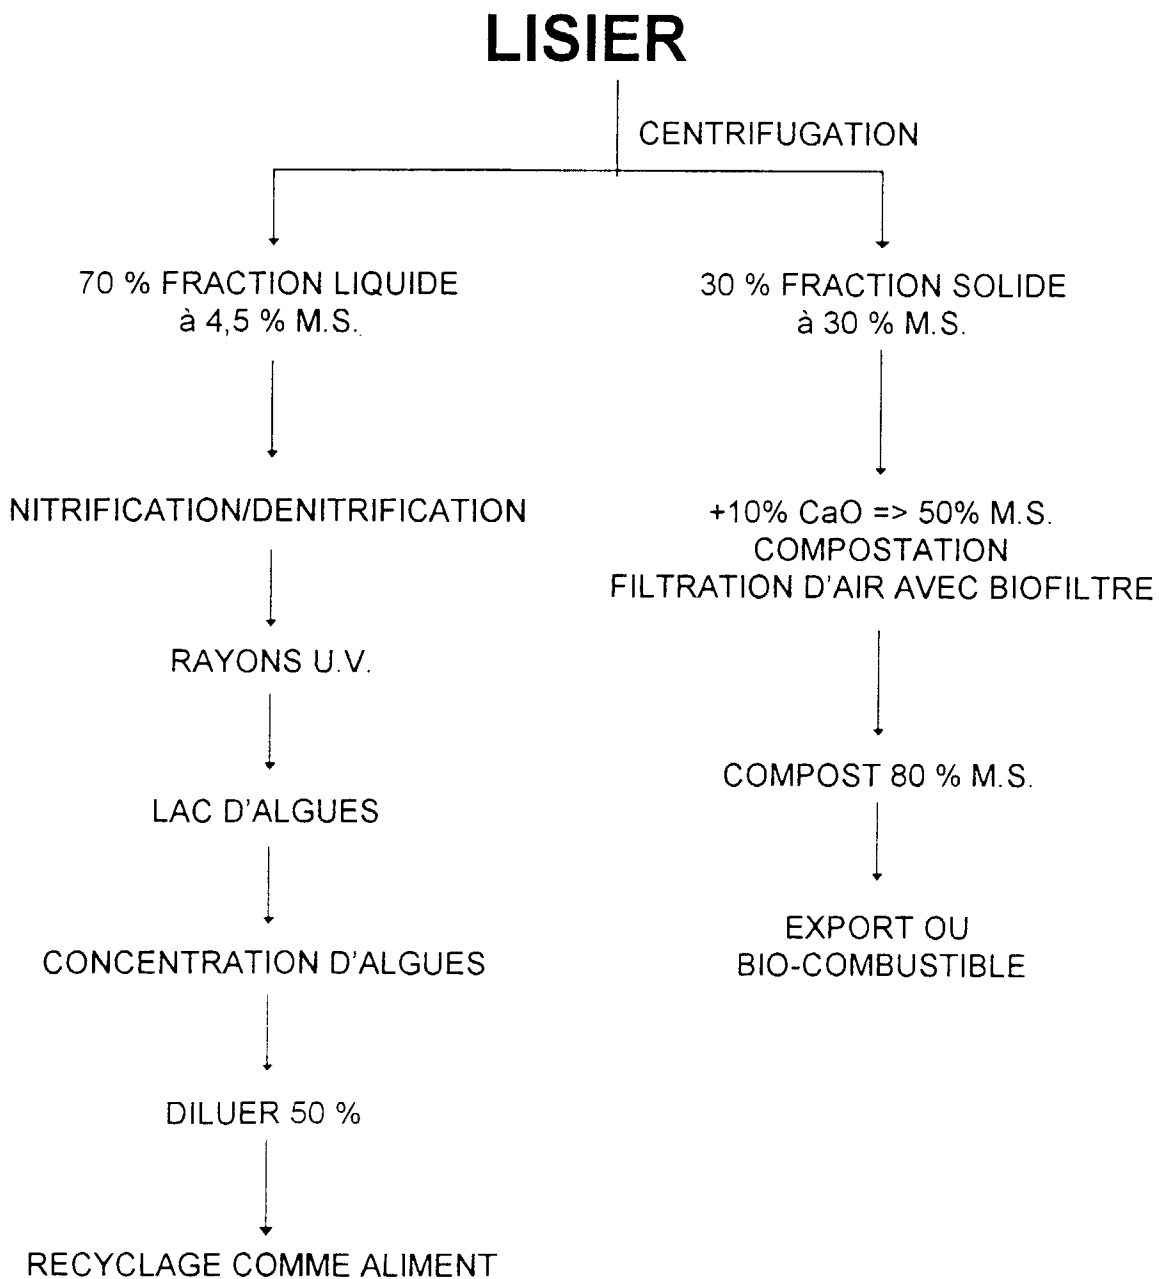 LISIER
CENTRIFUGATION
70 % FRACTION LIQUIDE
à 4,5 % M.S.
30 % FRACTION SOLIDE
à 30 % M.S.
NITRIFICATION/DENITRIFICATION
+10% CaO => 50% M.S.
COMPOSTATION
FILTRATION D'AIR AVEC BIOFILTRE
RAYONS U.V.
COMPOST 80 % M.S.
LAC D'ALGUES
EXPORT OU
BIO-COMBUSTIBLE
CONCENTRATION D'ALGUES
DILUER 50 %
RECYCLAGE COMME ALIMENT